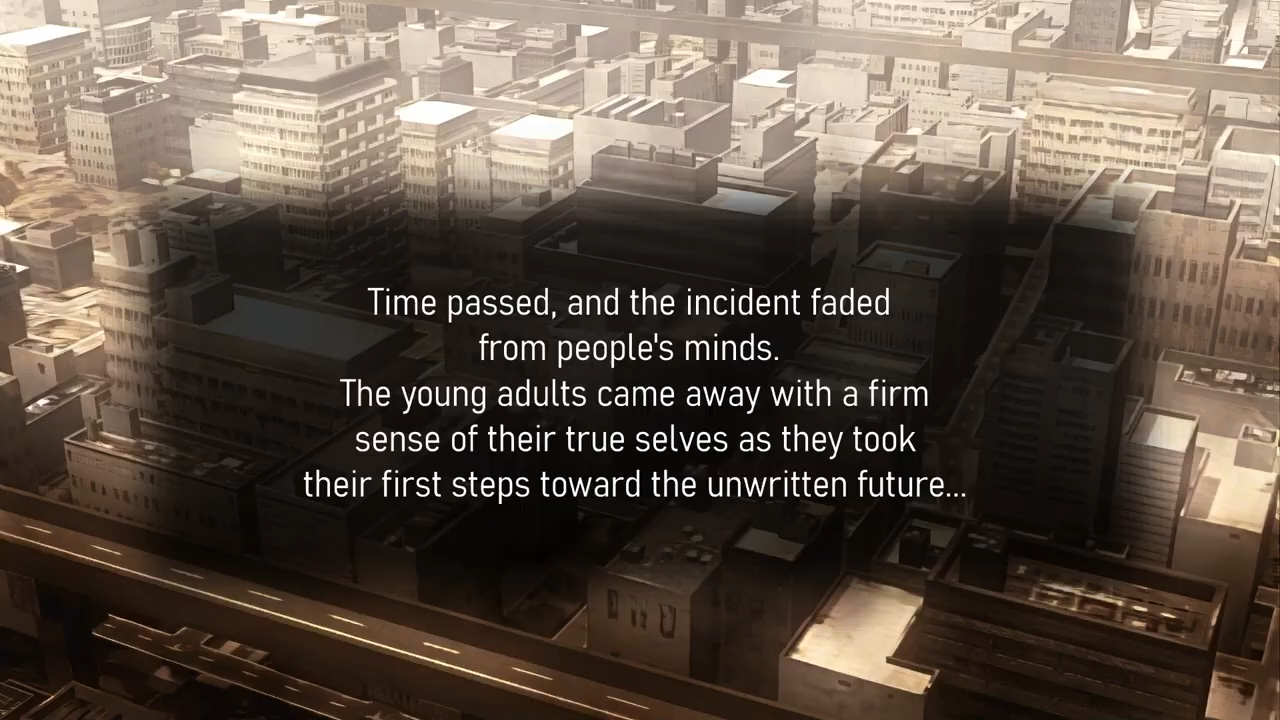 Time passed, and the incident faded
from people's minds.
The young adults came away with a firm
sense of their true selves as they took
their first steps toward the unwritten future...